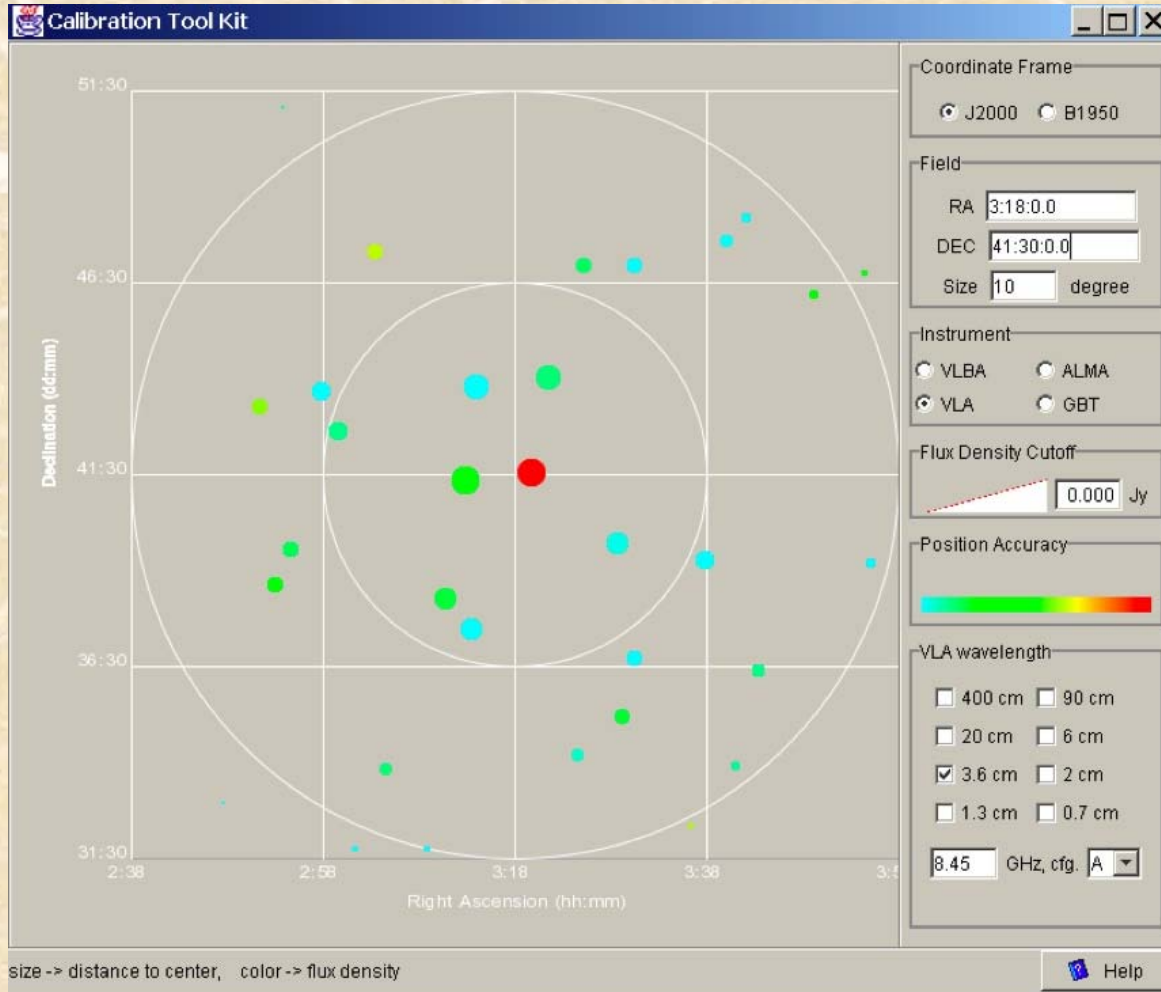 Calibration Tool Kit
51:30
46:30
41:30
36:30
31:30
Declination (dd:mm)
2:38 2:58 3:18 3:38 3:5
Right Ascension (hh:mm)
Coordinate Frame
J2000 B1950
Field
RA 3:18:0.0
DEC 41:30:0.0
Size 10 degree
Instrument
VLBA ALMA
VLA GBT
Flux Density Cutoff
0.000 Jy
Position Accuracy
VLA wavelength
400 cm 90 cm
20 cm 6 cm
3.6 cm 2 cm
1.3 cm 0.7 cm
8.45 GHz, cfg. A
size -> distance to center, color -> flux density
Help